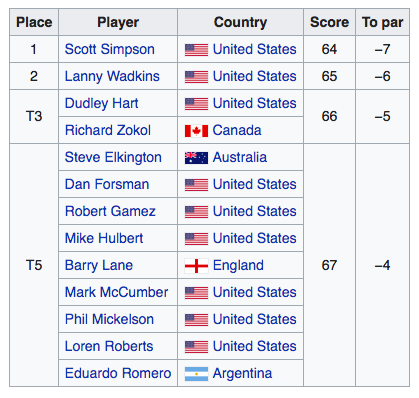 Place Player Country Score To par
1 Scott Simpson United States 64 −7
2 Lanny Wadkins United States 65 −6
T3 Dudley Hart United States 66 −5
Richard Zokol Canada
T5 Steve Elkington Australia 67 −4
Dan Forsman United States
Robert Gamez United States
Mike Hulbert United States
Barry Lane England
Mark McCumber United States
Phil Mickelson United States
Loren Roberts United States
Eduardo Romero Argentina